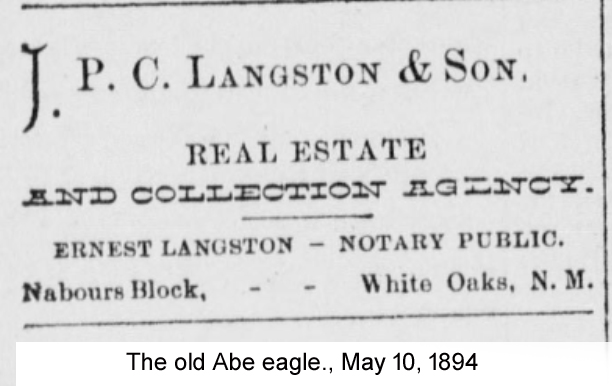 J. P. C. LANGSTON & SON,
REAL ESTATE
AND COLLECTION AGENCY.
ERNEST LANGSTON – NOTARY PUBLIC.
Nabours Block, - - White Oaks, N. M.
The old Abe eagle., May 10, 1894